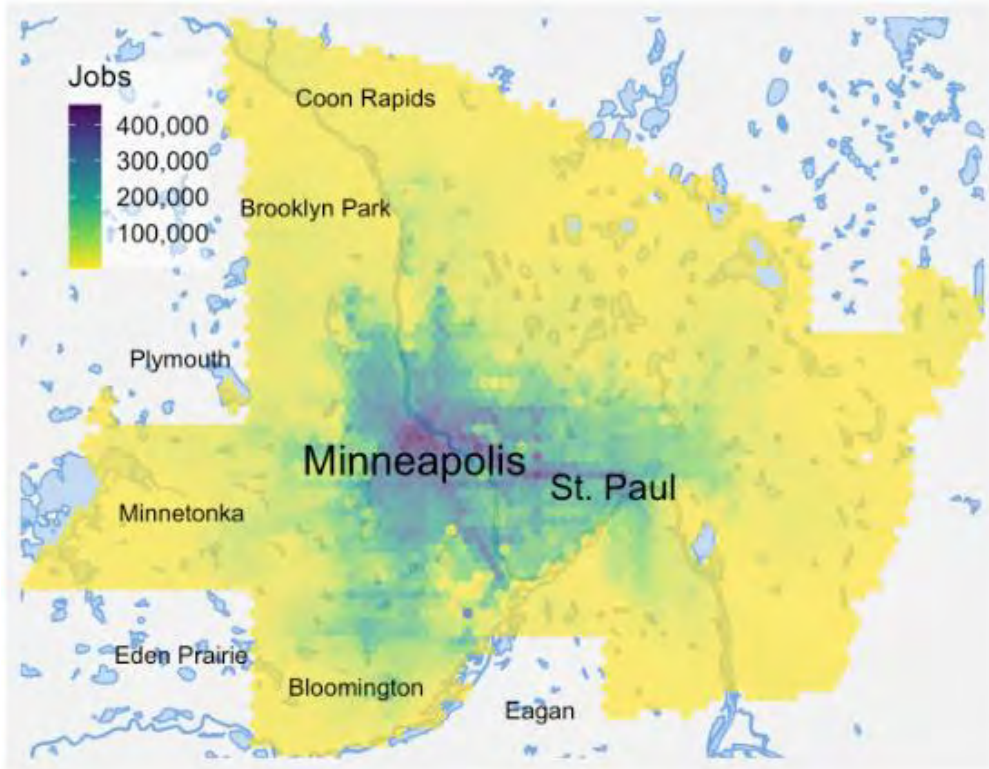 Jobs
400,000
300,000
200,000
100,000
Coon Rapids
Brooklyn Park
Plymouth
Minneapolis
St. Paul
Minnetonka
Eden Prairie
Bloomington
Eagan